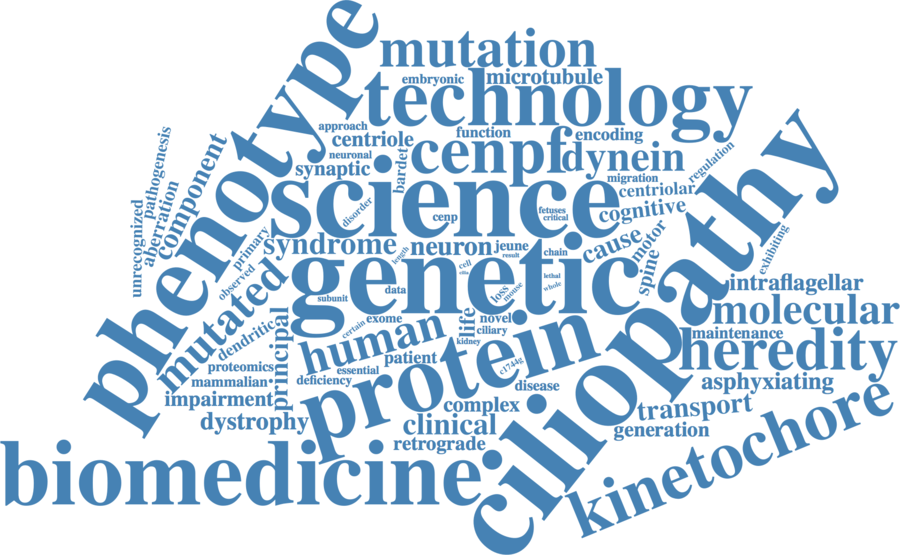 mutation
embryonic
microtubule
technology
phenotype
approach
function
encoding
centriole
cenpf
dynein
neuronal
synaptic
bardet
regulation
migration
science
centriolar
cognitive
disorder
cenp
fetuses
critical
pathogenesis
component
aberration
unrecognized
primary
observed
syndrome
neuron
jeune
result
cause
motor
spine
exhibiting
ciliopathy
length
cell
cilia
chain
genetic
lethal
whole
mutated
subunit
data
loss
mouse
intraflagellar
molecular
certain
exome
life
novel
ciliary
kidney
maintenance
heredity
dendritic
principal
human
protein
proteomics
patient
essential
c1744g
mammalian
deficiency
disease
asphyxiating
impairment
complex
transport
dystrophy
clinical
generation
retrograde
kinetochore
biomedicine